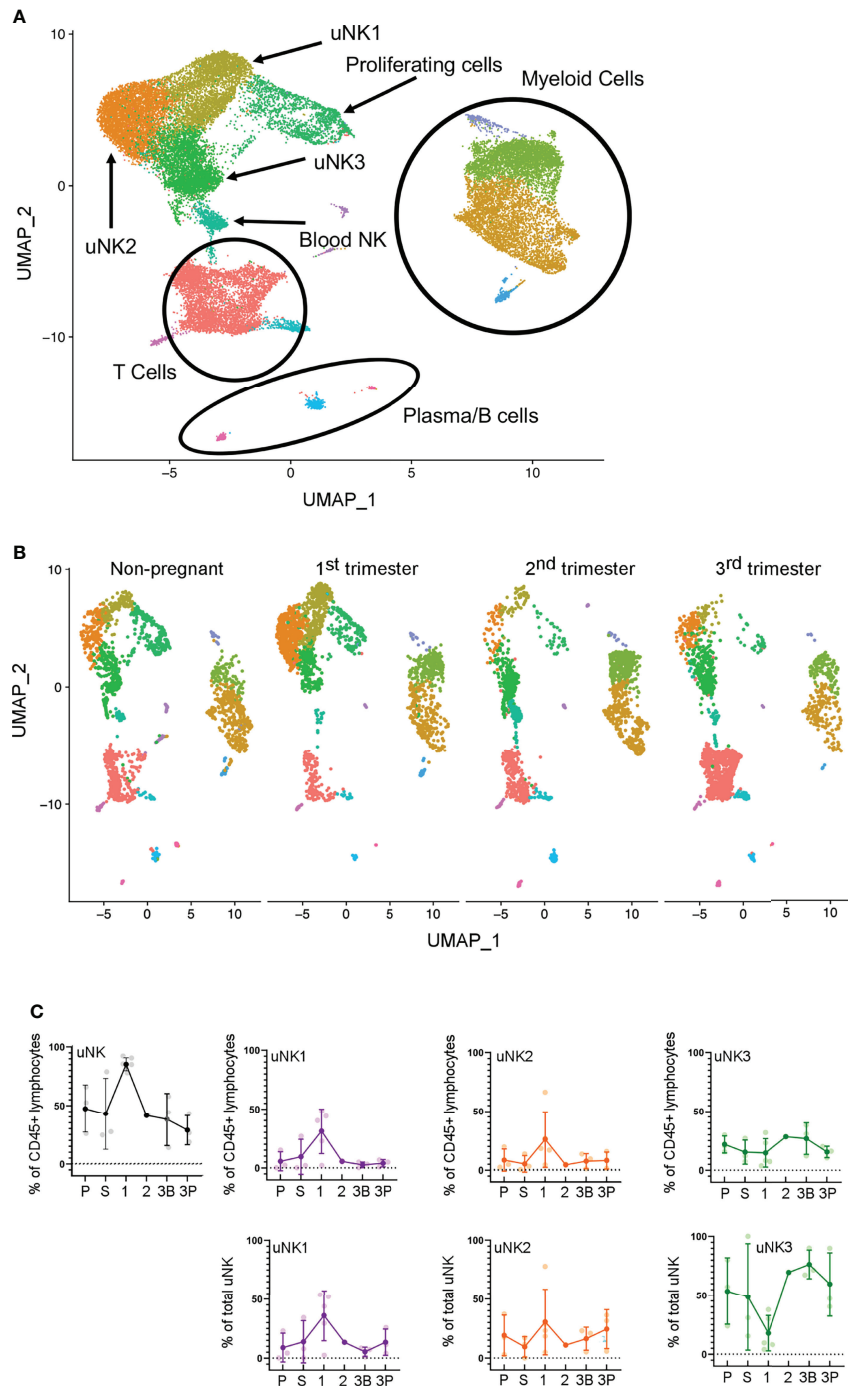 A
uNK1
Proliferating cells
Myeloid Cells
uNK3
uNK2
Blood NK
T Cells
Plasma/B cells
10
0
−10
UMAP_2
−5
0
5
10
UMAP_1
B
Non-pregnant
1st trimester
2nd trimester
3rd trimester
10
0
−10
UMAP_2
−5 0 5 10
−5 0 5 10
−5 0 5 10
−5 0 5 10
UMAP_1
C
% of CD45+ lymphocytes
100
50
0
uNK
P S 1 2 3B 3P
% of CD45+ lymphocytes
100
50
0
uNK1
P S 1 2 3B 3P
% of CD45+ lymphocytes
100
50
0
uNK2
P S 1 2 3B 3P
% of CD45+ lymphocytes
100
50
0
uNK3
P S 1 2 3B 3P
% of total uNK
100
50
0
uNK1
P S 1 2 3B 3P
% of total uNK
100
50
0
uNK2
P S 1 2 3B 3P
% of total uNK
100
50
0
uNK3
P S 1 2 3B 3P